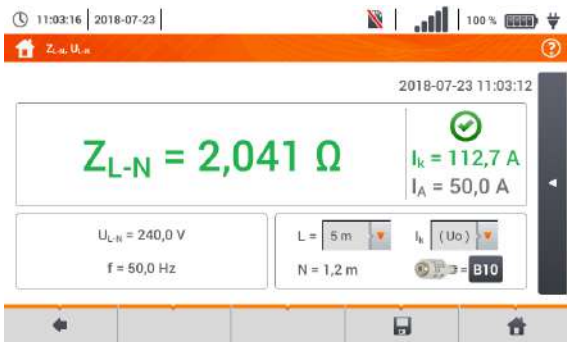 11:03:16 2018-07-23 100 %
ZL-N, UL-N
2018-07-23 11:03:12
ZL-N = 2,041 Ω
Ik = 112,7 A
IA = 50,0 A
UL-N = 240,0 V
f = 50,0 Hz
L = 5 m Ik (Uo)
N = 1,2 m = B10